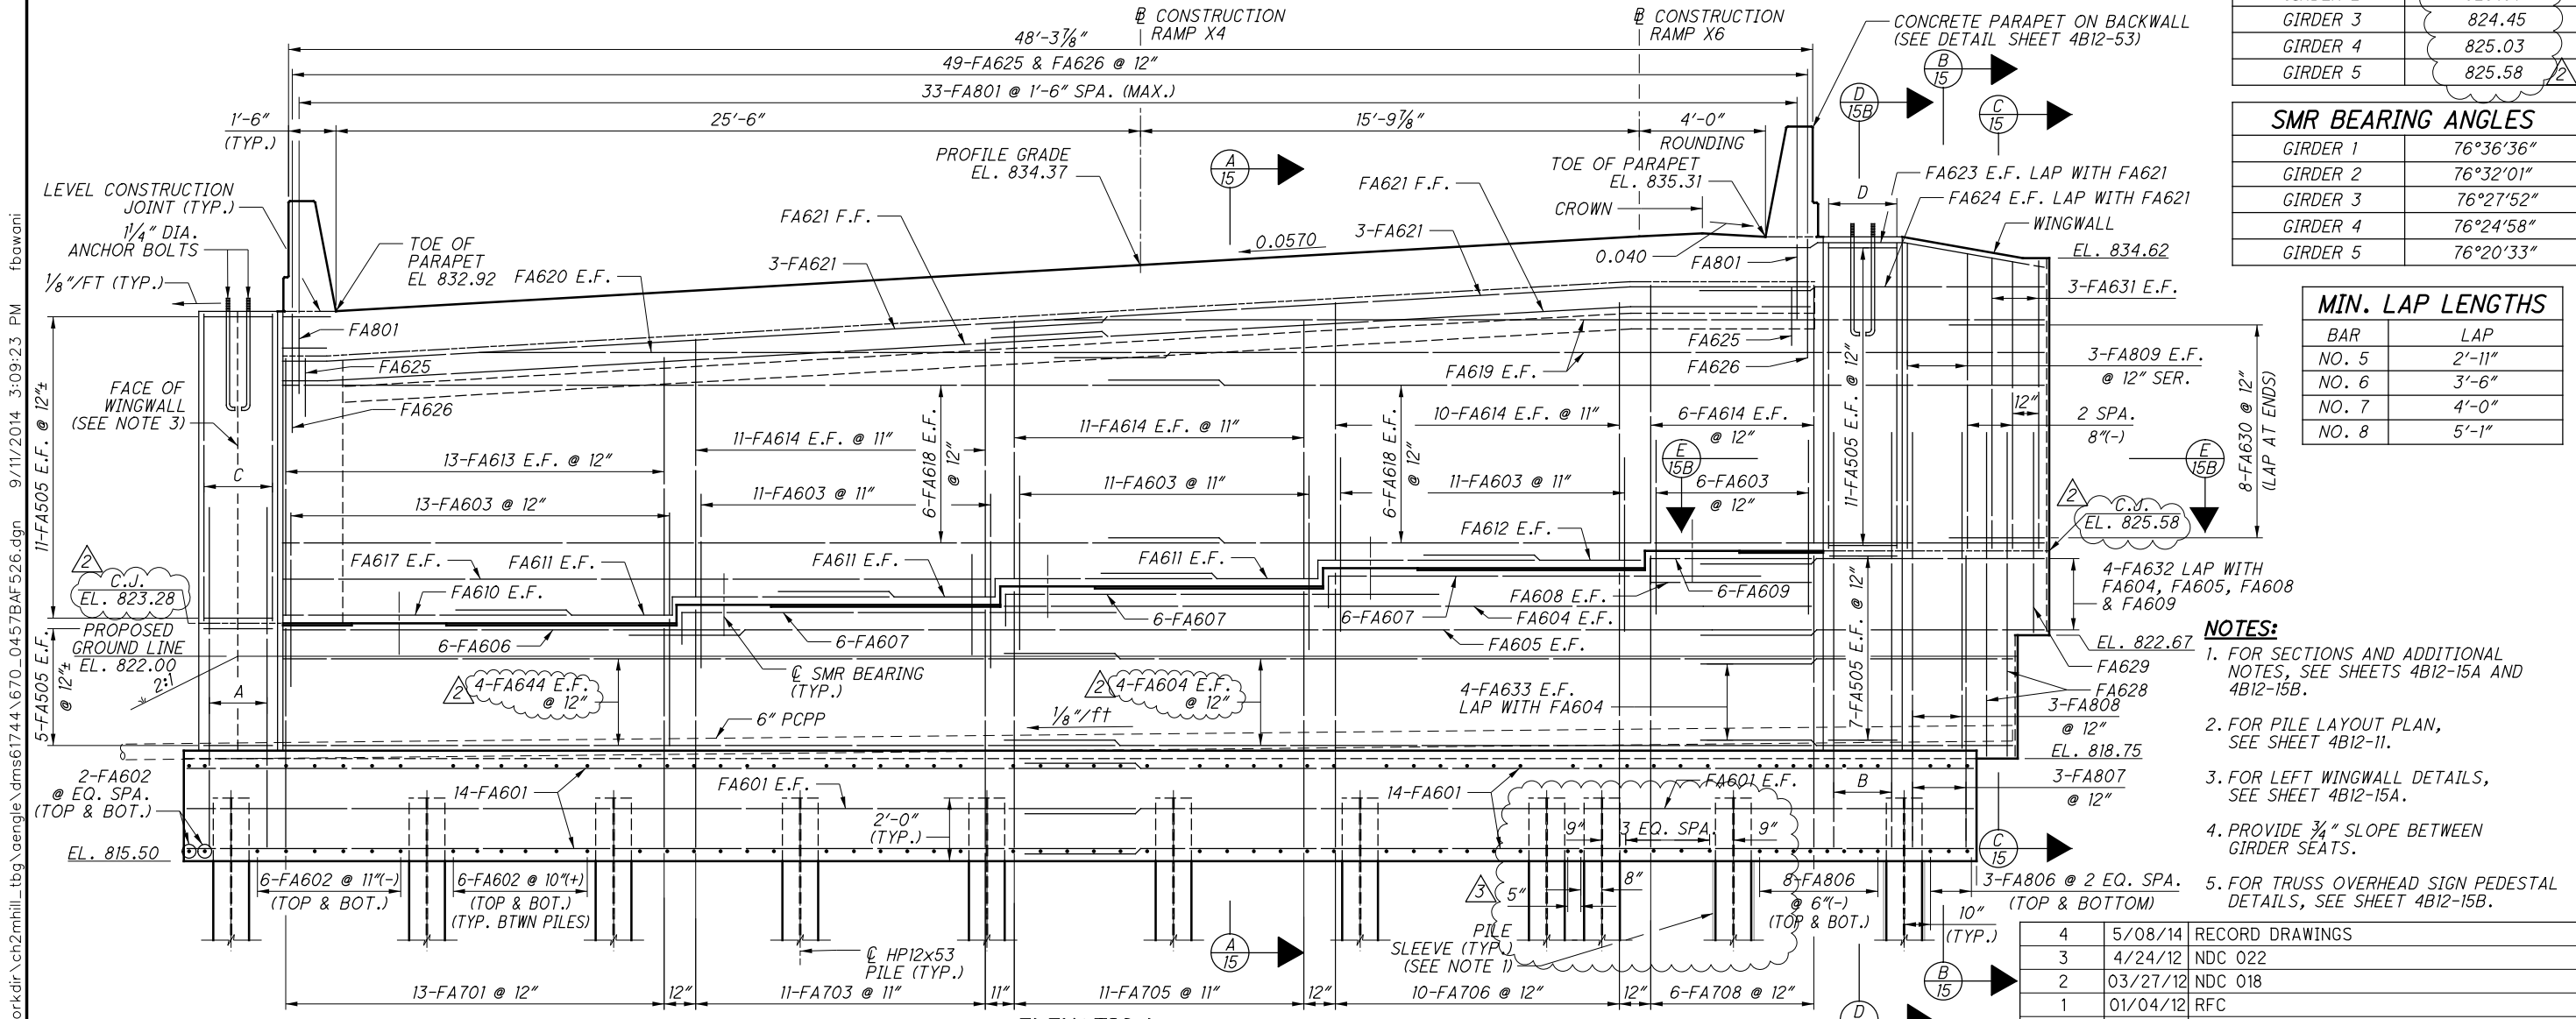 ℄ CONSTRUCTION
RAMP X4
℄ CONSTRUCTION
RAMP X6
CONCRETE PARAPET ON BACKWALL
(SEE DETAIL SHEET 4B12-53)
48'-3⅞"
49-FA625 & FA626 @ 12"
33-FA801 @ 1'-6" SPA. (MAX.)
1'-6"
(TYP.)
25'-6"
15'-9⅞"
4'-0"
ROUNDING
B
15
D
15B
C
15
A
15
GIRDER 3 824.45
GIRDER 4 825.03
GIRDER 5 825.58
2
SMR BEARING ANGLES
GIRDER 1 76°36'36"
GIRDER 2 76°32'01"
GIRDER 3 76°27'52"
GIRDER 4 76°24'58"
GIRDER 5 76°20'33"
MIN. LAP LENGTHS
BAR LAP
NO. 5 2'-11"
NO. 6 3'-6"
NO. 7 4'-0"
NO. 8 5'-1"
LEVEL CONSTRUCTION
JOINT (TYP.)
1¼" DIA.
ANCHOR BOLTS
⅛"/FT (TYP.)
TOE OF
PARAPET
EL 832.92
FA620 E.F.
FA621 F.F.
3-FA621
PROFILE GRADE
EL. 834.37
0.0570
FA621 F.F.
3-FA621
TOE OF PARAPET
EL. 835.31
CROWN
0.040
FA801
D
FA623 E.F. LAP WITH FA621
FA624 E.F. LAP WITH FA621
WINGWALL
EL. 834.62
3-FA631 E.F.
FA801
FA625
FA626
FA625
FA626
FA619 E.F.
3-FA809 E.F.
@ 12" SER.
12"
2 SPA.
8"(-)
8-FA630 @ 12"
(LAP AT ENDS)
FACE OF
WINGWALL
(SEE NOTE 3)
C
11-FA505 E.F. @ 12"±
5-FA505 E.F.
@ 12"±
13-FA613 E.F. @ 12"
13-FA603 @ 12"
11-FA614 E.F. @ 11"
11-FA603 @ 11"
6-FA618 E.F.
@ 12"
11-FA614 E.F. @ 11"
11-FA603 @ 11"
6-FA618 E.F.
@ 12"
10-FA614 E.F. @ 11"
11-FA603 @ 11"
6-FA614 E.F.
@ 12"
6-FA603
@ 12"
E
15B
E
15B
11-FA505 E.F. @ 12"
7-FA505 E.F. @ 12"
2
C.J.
EL. 823.28
2
C.J.
EL. 825.58
PROPOSED
GROUND LINE
EL. 822.00
2:1
A
FA617 E.F.
FA610 E.F.
FA611 E.F.
FA611 E.F.
FA611 E.F.
FA612 E.F.
6-FA606
6-FA607
6-FA607
6-FA607
FA608 E.F.
FA604 E.F.
FA605 E.F.
6-FA609
4-FA632 LAP WITH
FA604, FA605, FA608
& FA609
EL. 822.67
FA629
FA628
3-FA808
@ 12"
EL. 818.75
3-FA807
@ 12"
℄ SMR BEARING
(TYP.)
2
4-FA644 E.F.
@ 12"
2
4-FA604 E.F.
@ 12"
4-FA633 E.F.
LAP WITH FA604
6" PCPP
⅛"/ft
2-FA602
@ EQ. SPA.
(TOP & BOT.)
EL. 815.50
14-FA601
FA601 E.F.
2'-0"
(TYP.)
14-FA601
FA601 E.F.
B
9"
3 EQ. SPA.
9"
8"
5"
3
6-FA602 @ 11"(-)
(TOP & BOT.)
6-FA602 @ 10"(+)
(TOP & BOT.)
(TYP. BTWN PILES)
℄ HP12x53
PILE (TYP.)
A
15
PILE
SLEEVE (TYP.)
(SEE NOTE 1)
8-FA806
@ 6"(-)
(TOP & BOT.)
3-FA806 @ 2 EQ. SPA.
(TOP & BOTTOM)
10"
(TYP.)
C
15
B
15
D
13-FA701 @ 12"
12"
11-FA703 @ 11"
11"
11-FA705 @ 11"
12"
10-FA706 @ 12"
12"
6-FA708 @ 12"
NOTES:
1. FOR SECTIONS AND ADDITIONAL
NOTES, SEE SHEETS 4B12-15A AND
4B12-15B.
2. FOR PILE LAYOUT PLAN,
SEE SHEET 4B12-11.
3. FOR LEFT WINGWALL DETAILS,
SEE SHEET 4B12-15A.
4. PROVIDE ¾" SLOPE BETWEEN
GIRDER SEATS.
5. FOR TRUSS OVERHEAD SIGN PEDESTAL
DETAILS, SEE SHEET 4B12-15B.
4 5/08/14 RECORD DRAWINGS
3 4/24/12 NDC 022
2 03/27/12 NDC 018
1 01/04/12 RFC
orkdir\ch2mhill_tbg\aengle\dms61744\670_0457BAF526.dgn 9/11/2014 3:09:23 PM fbawani